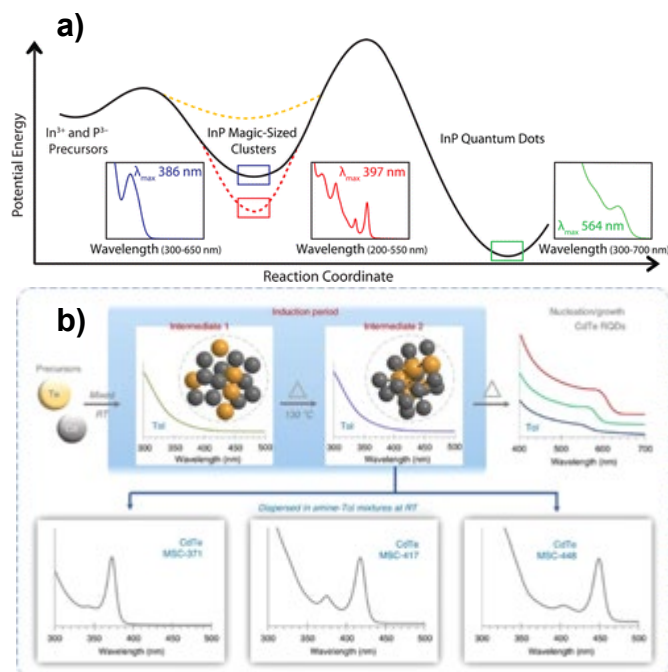 a)
Potential Energy
In³⁺ and P³⁻
Precursors
InP Magic-Sized
Clusters
InP Quantum Dots
λmax 386 nm
λmax 397 nm
λmax 564 nm
Wavelength (300-650 nm)
Wavelength (200-550 nm)
Wavelength (300-700 nm)
Reaction Coordinate
b)
Induction period
Nucleation/growth
CdTe RQDs
Precursors
Te
Cd
Mixed
RT
Intermediate 1
Tol
300 350 400 450 500
Wavelength (nm)
△
130 °C
Intermediate 2
Tol
300 350 400 450 500
Wavelength (nm)
△
Tol
400 500 600 700
Wavelength (nm)
Dispersed in amine-Tol mixtures at RT
CdTe
MSC-371
300 350 400 450 500
Wavelength (nm)
CdTe
MSC-417
300 350 400 450 500
Wavelength (nm)
CdTe
MSC-448
300 350 400 450 500
Wavelength (nm)